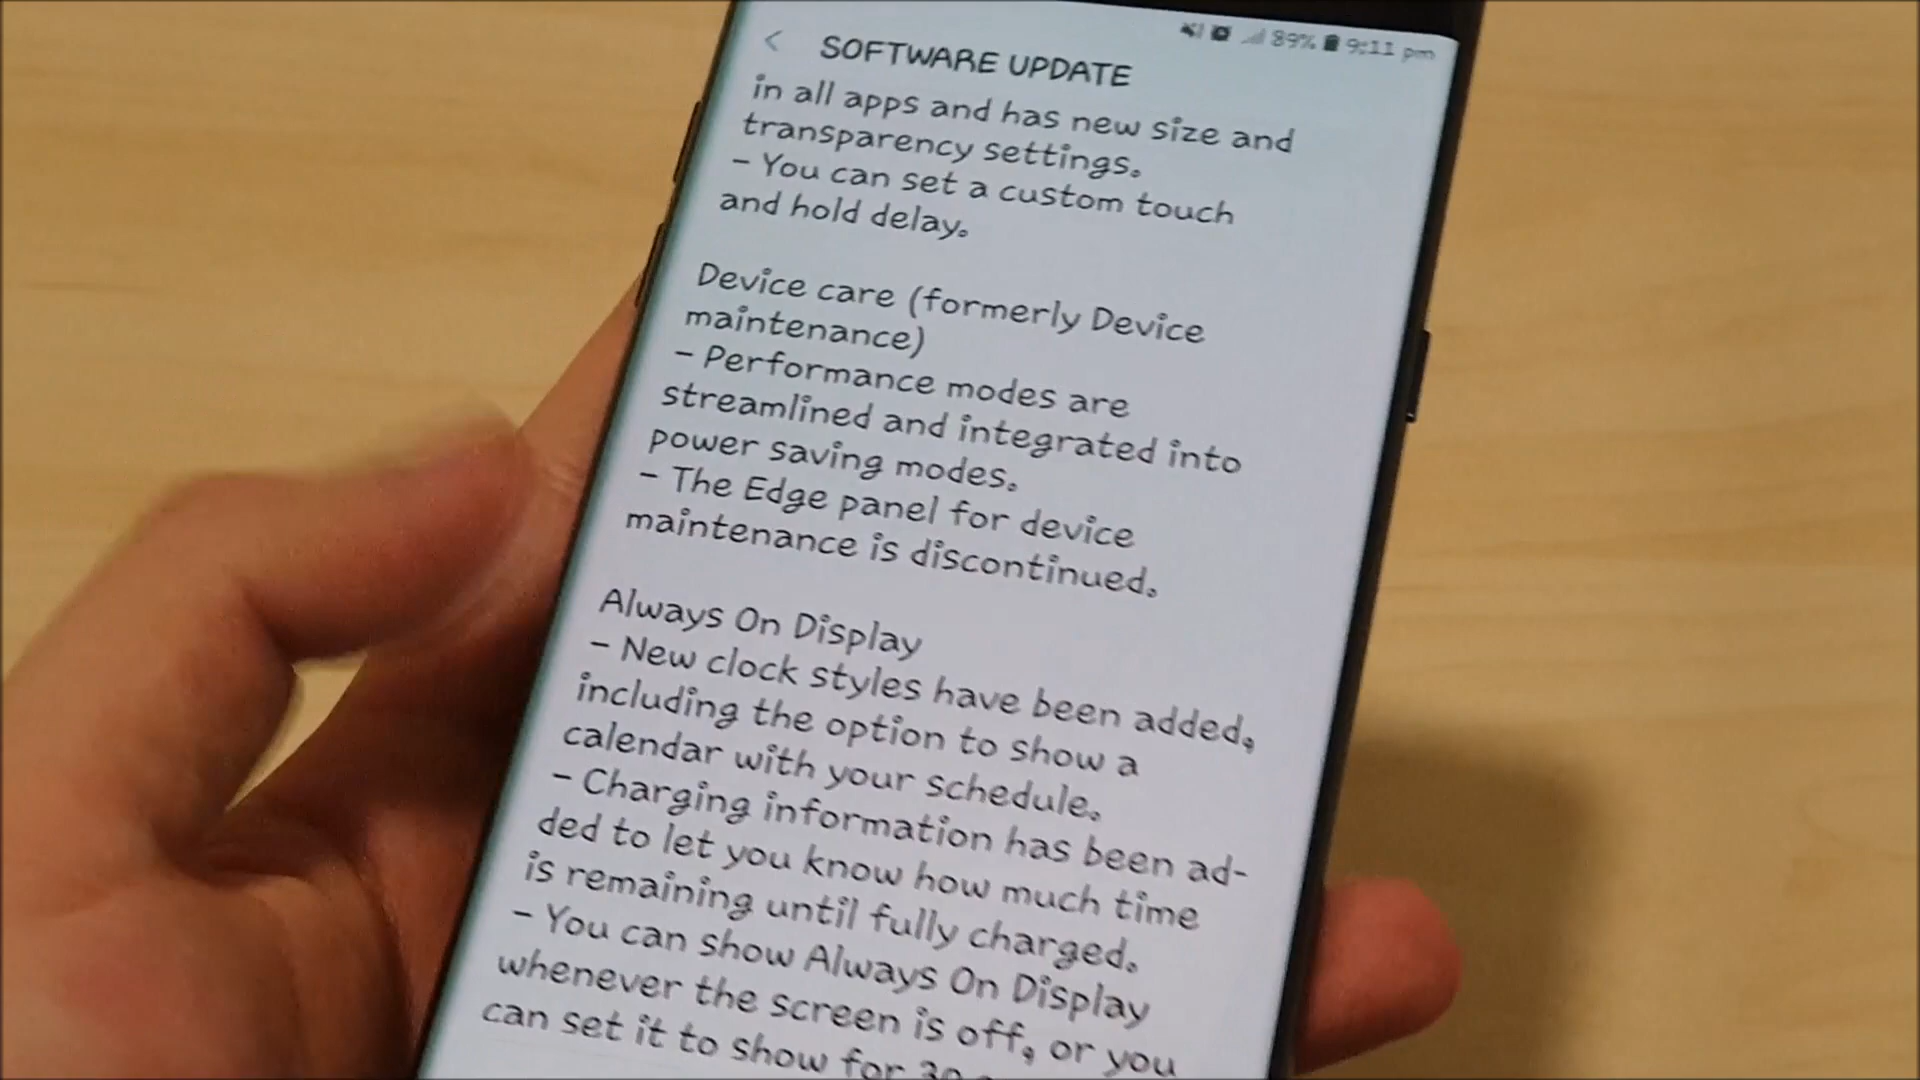 89% 9:11 pm
< SOFTWARE UPDATE
in all apps and has new size and
transparency settings.
- You can set a custom touch
and hold delay.
Device care (formerly Device
maintenance)
- Performance modes are
streamlined and integrated into
power saving modes.
- The Edge panel for device
maintenance is discontinued.
Always On Display
- New clock styles have been added,
including the option to show a
calendar with your schedule.
- Charging information has been ad-
ded to let you know how much time
is remaining until fully charged.
- You can show Always On Display
whenever the screen is off, or you
can set it to show for 30